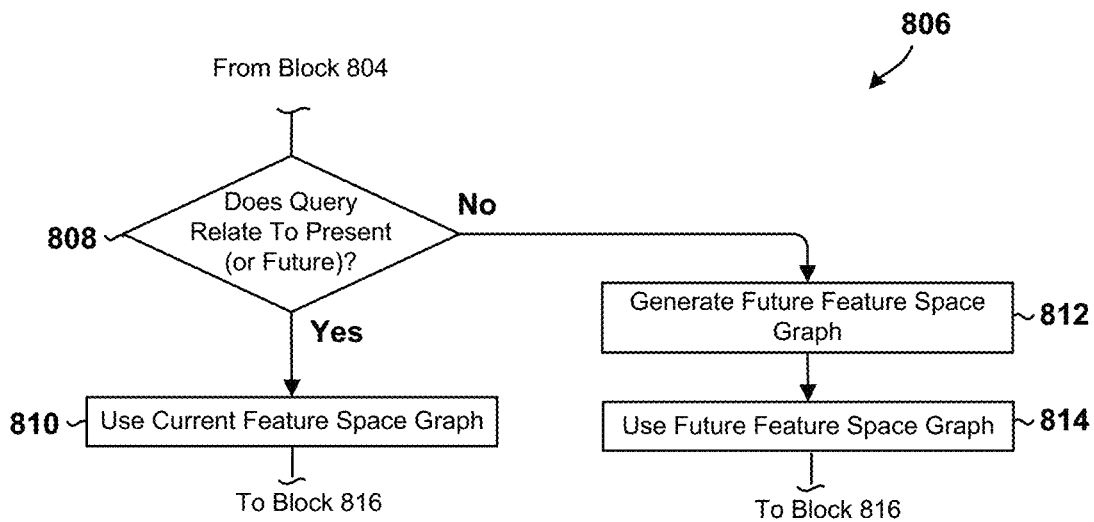 806
From Block 804
Does Query
Relate To Present
(or Future)?
808
No
Yes
Generate Future Feature Space
Graph
812
810
Use Current Feature Space Graph
Use Future Feature Space Graph
814
To Block 816
To Block 816